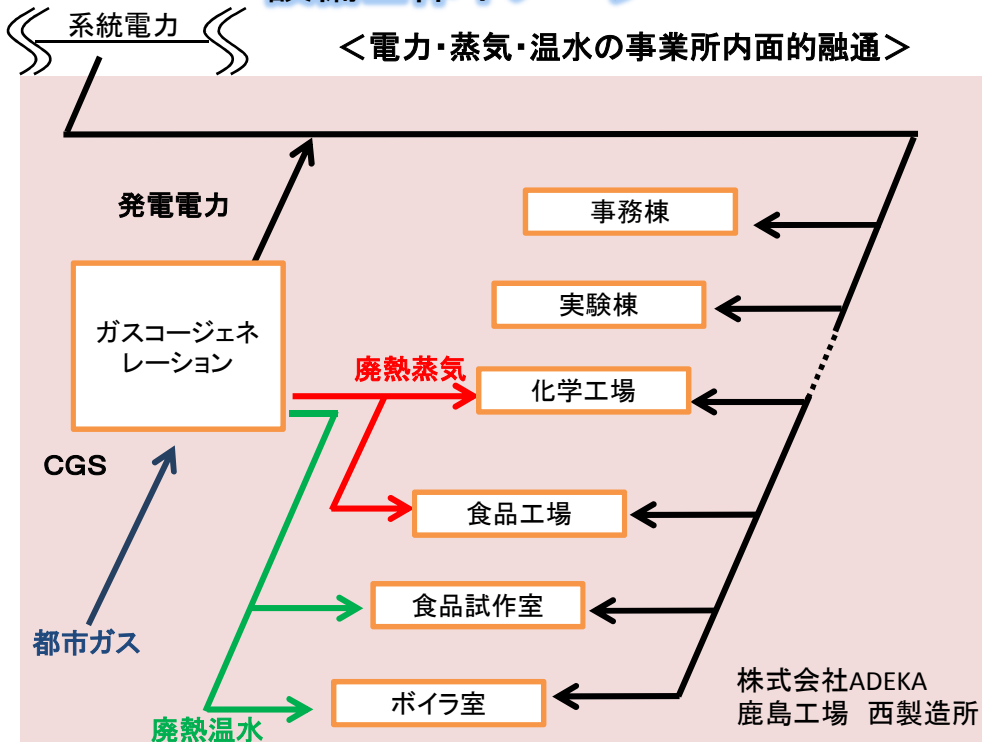 系統電力
＜電力・蒸気・温水の事業所内面的融通＞
発電電力
事務棟
実験棟
ガスコージェネ
レーション
廃熱蒸気
化学工場
CGS
食品工場
食品試作室
都市ガス
ボイラ室
廃熱温水
株式会社ADEKA
鹿島工場　西製造所